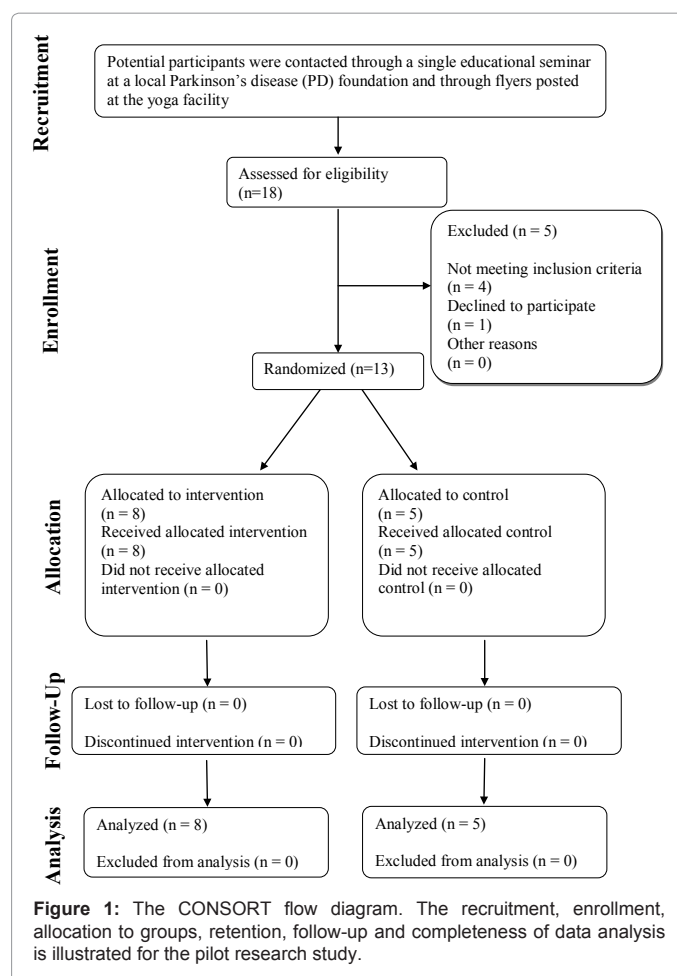 Recruitment
Potential participants were contacted through a single educational seminar
at a local Parkinson's disease (PD) foundation and through flyers posted
at the yoga facility
Assessed for eligibility
(n=18)
Enrollment
Excluded (n = 5)
Not meeting inclusion criteria
(n = 4)
Declined to participate
(n = 1)
Other reasons
(n = 0)
Randomized (n=13)
Allocation
Allocated to intervention
(n = 8)
Received allocated intervention
(n = 8)
Did not receive allocated
intervention (n = 0)
Allocated to control
(n = 5)
Received allocated control
(n = 5)
Did not receive allocated
control (n = 0)
Follow-Up
Lost to follow-up (n = 0)
Discontinued intervention (n = 0)
Lost to follow-up (n = 0)
Discontinued intervention (n = 0)
Analysis
Analyzed (n = 8)
Excluded from analysis (n = 0)
Analyzed (n = 5)
Excluded from analysis (n = 0)
Figure 1: The CONSORT flow diagram. The recruitment, enrollment,
allocation to groups, retention, follow-up and completeness of data analysis
is illustrated for the pilot research study.